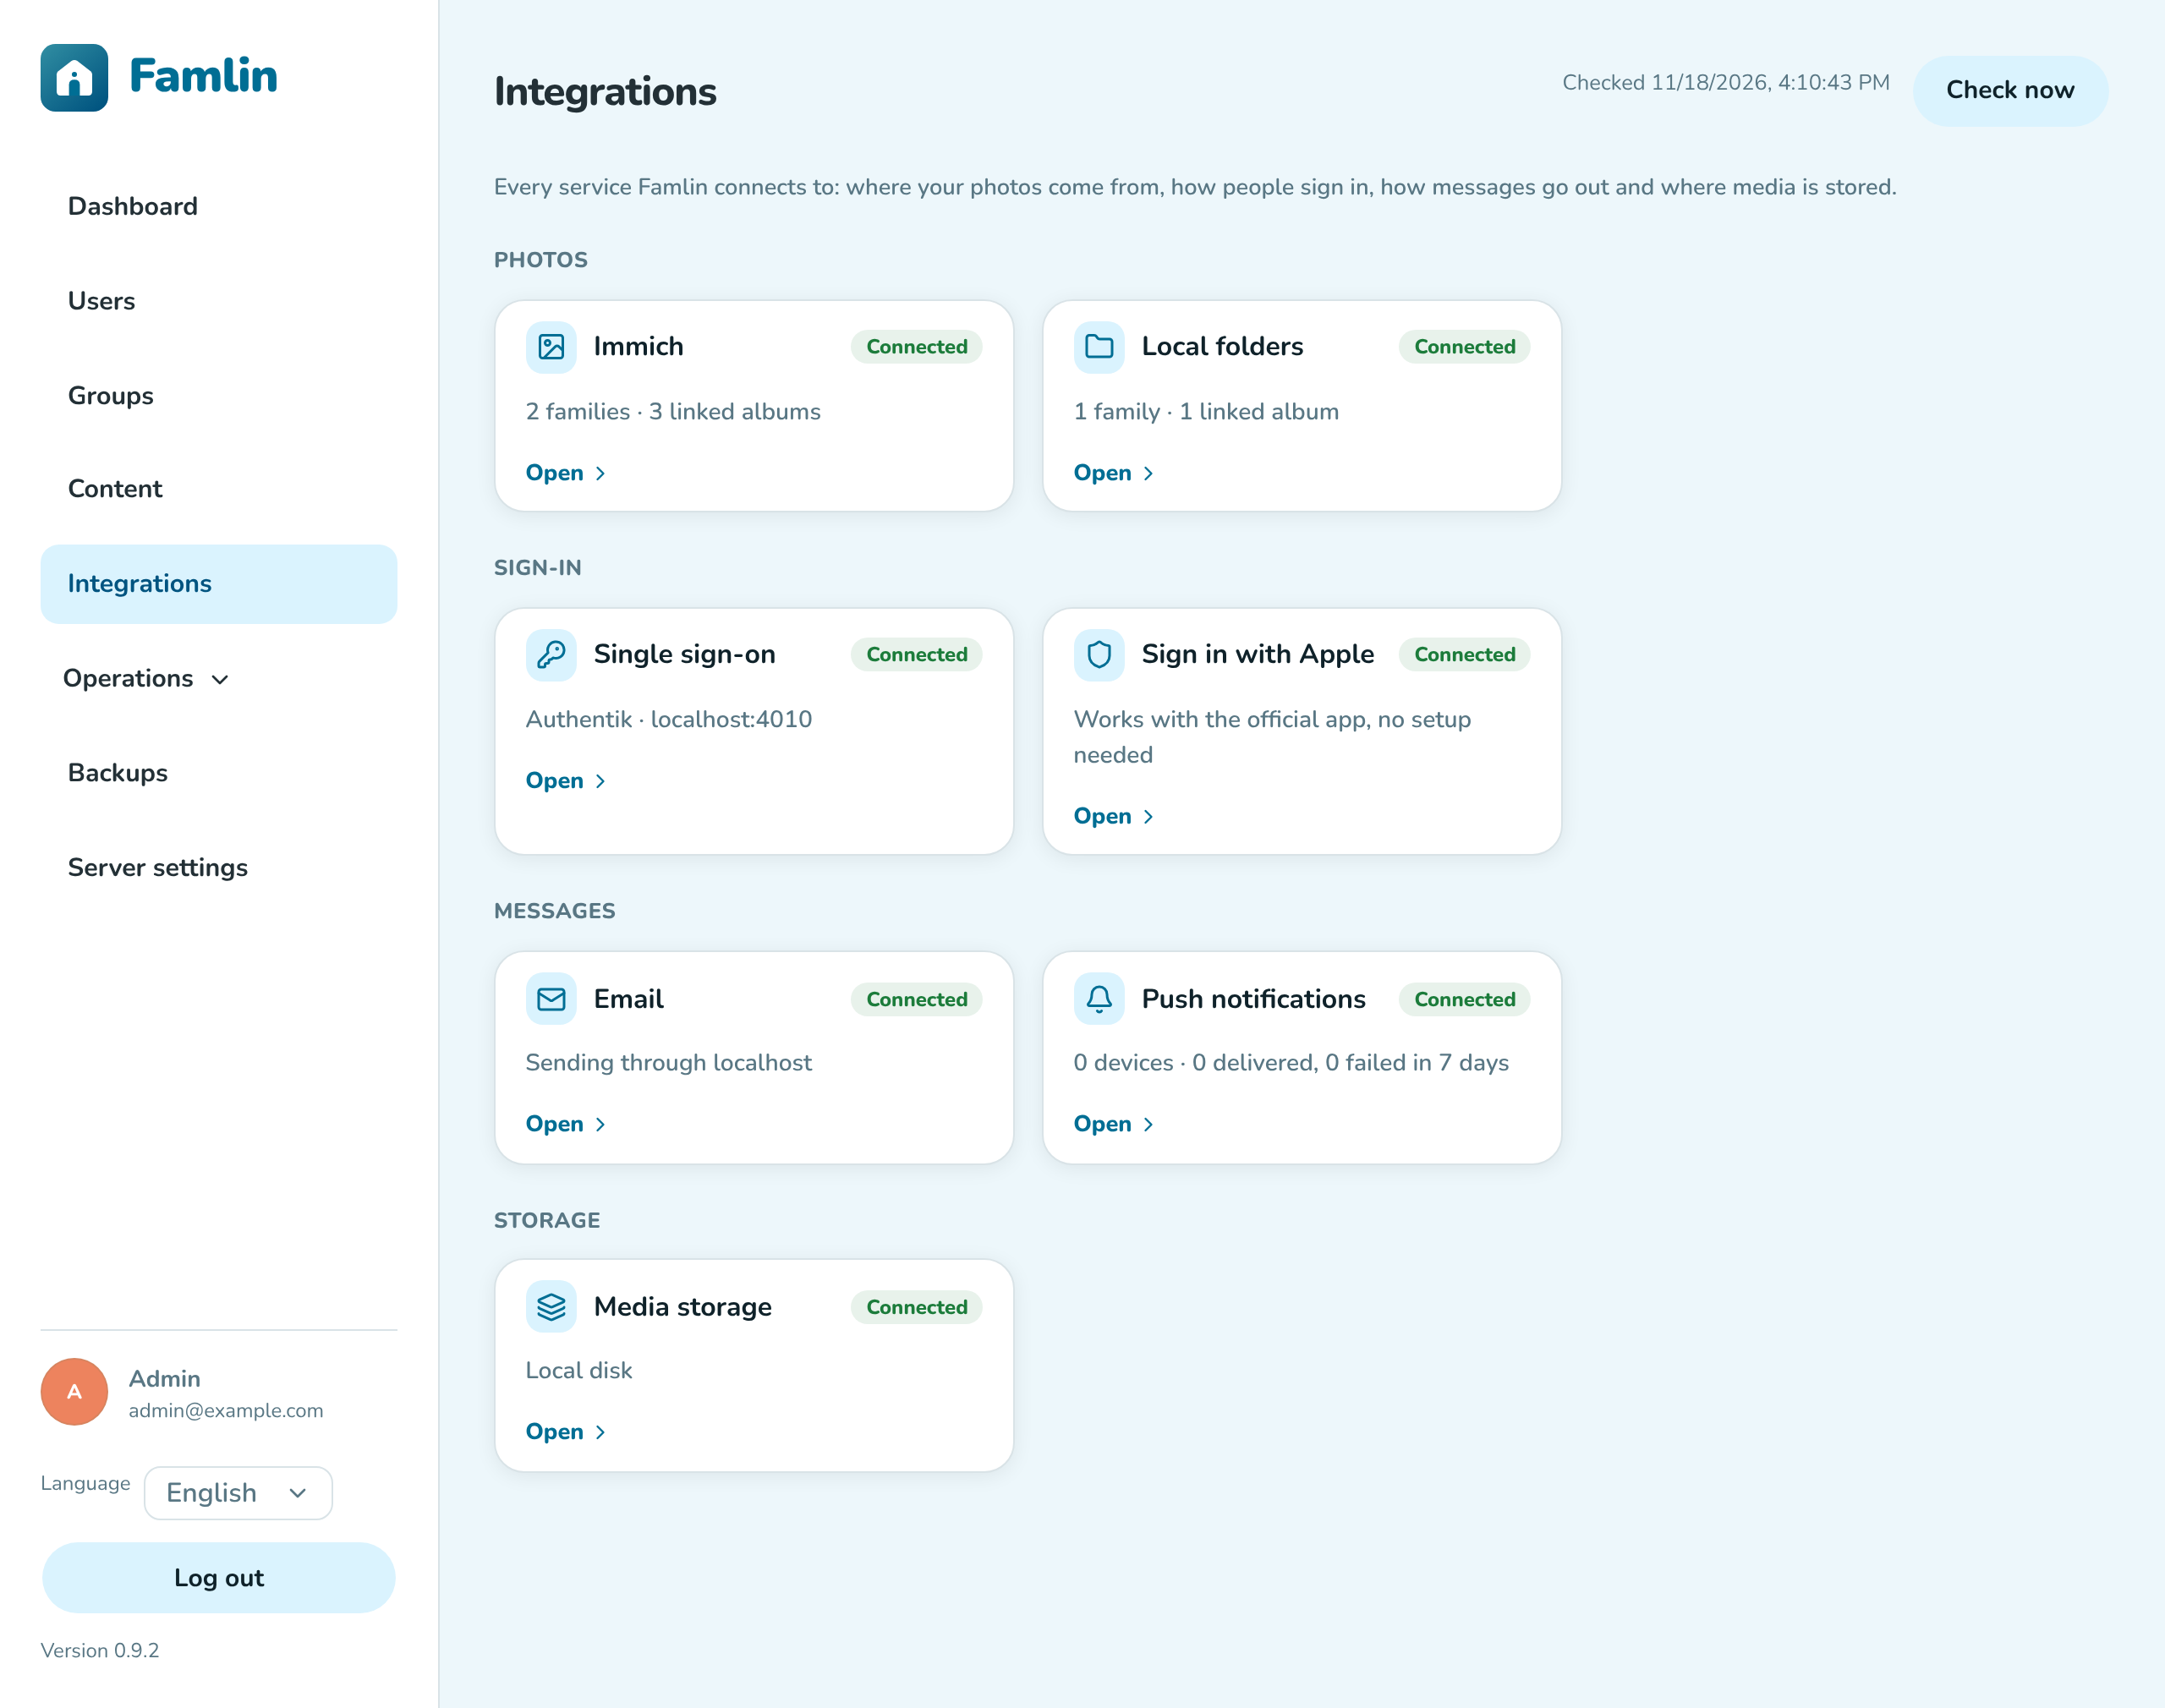 Famlin
Dashboard
Users
Groups
Content
Integrations
Operations
Backups
Server settings
A
Admin
admin@example.com
Language
English
Log out
Version 0.9.2
Integrations
Checked 11/18/2026, 4:10:43 PM
Check now
Every service Famlin connects to: where your photos come from, how people sign in, how messages go out and where media is stored.
PHOTOS
Immich
Connected
2 families · 3 linked albums
Open
Local folders
Connected
1 family · 1 linked album
Open
SIGN-IN
Single sign-on
Connected
Authentik · localhost:4010
Open
Sign in with Apple
Connected
Works with the official app, no setup
needed
Open
MESSAGES
Email
Connected
Sending through localhost
Open
Push notifications
Connected
0 devices · 0 delivered, 0 failed in 7 days
Open
STORAGE
Media storage
Connected
Local disk
Open